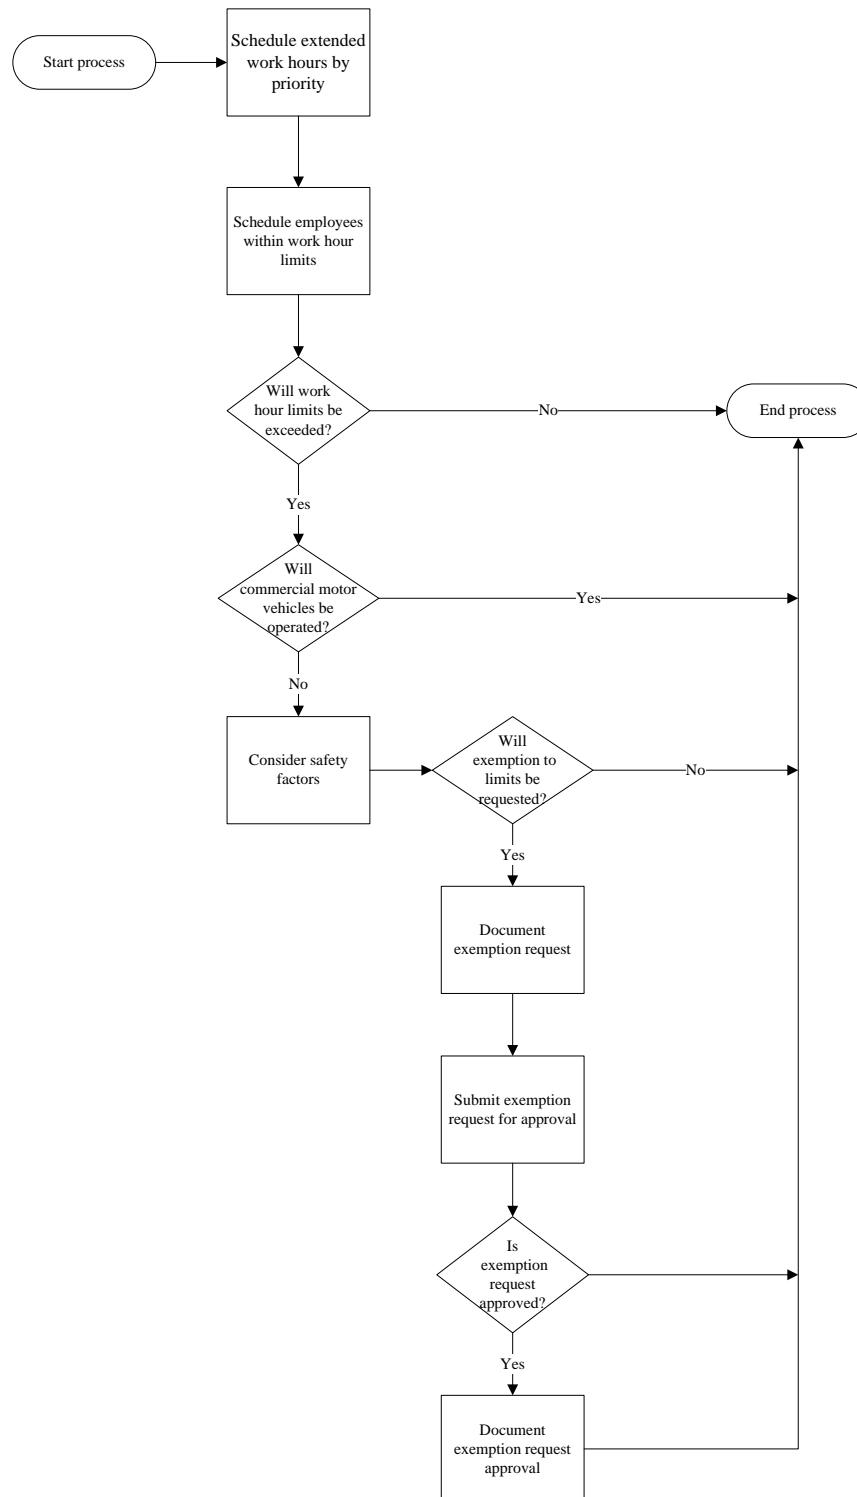 Start process
Schedule extended
work hours by
priority
Schedule employees
within work hour
limits
Will work
hour limits be
exceeded?
No
End process
Yes
Will
commercial motor
vehicles be
operated?
Yes
No
Consider safety
factors
Will
exemption to
limits be
requested?
No
Yes
Document
exemption request
Submit exemption
request for approval
Is
exemption
request
approved?
Yes
Document
exemption request
approval